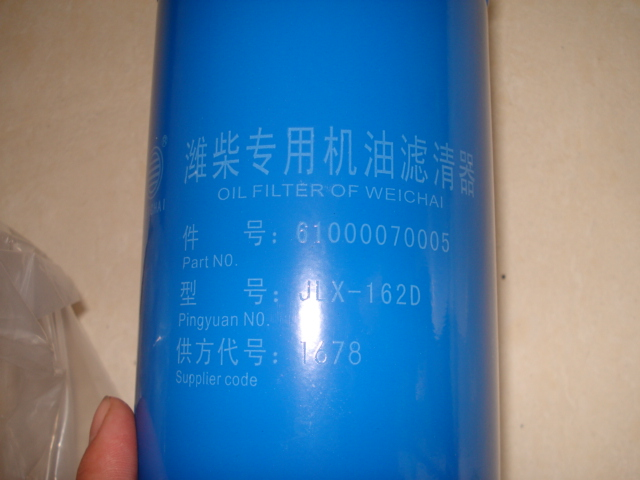 潍柴专用机油滤清器
OIL FILTER OF WEICHAI
件 号：61000070005
Part NO.
型 号：JLX-162D
Pingyuan NO.
供方代号：1678
Supplier code